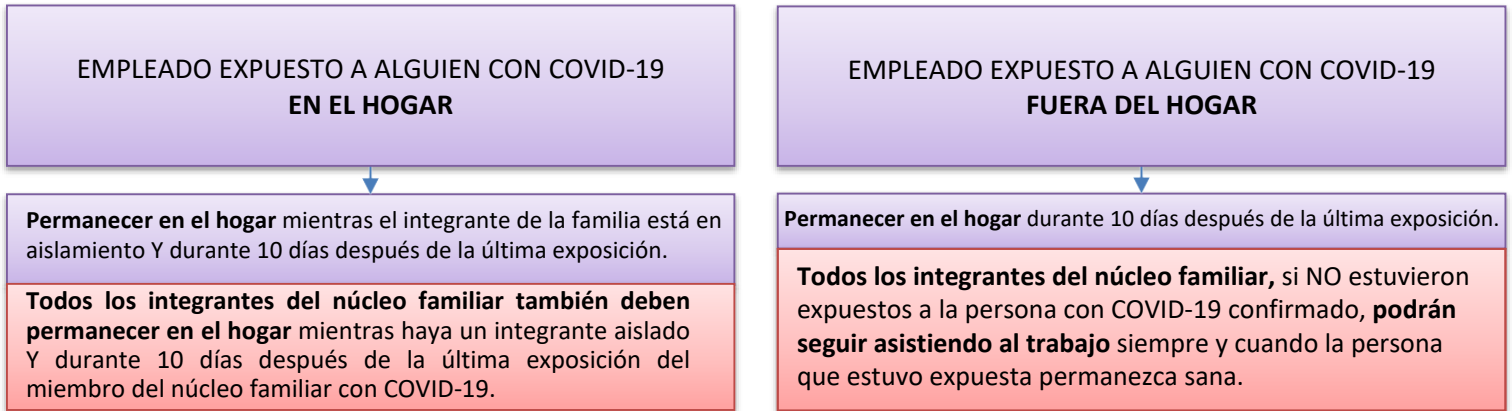 EMPLEADO EXPUESTO A ALGUIEN CON COVID-19
EN EL HOGAR
Permanecer en el hogar mientras el integrante de la familia está en
aislamiento Y durante 10 días después de la última exposición.
Todos los integrantes del núcleo familiar también deben
permanecer en el hogar mientras haya un integrante aislado
Y durante 10 días después de la última exposición del
miembro del núcleo familiar con COVID-19.
EMPLEADO EXPUESTO A ALGUIEN CON COVID-19
FUERA DEL HOGAR
Permanecer en el hogar durante 10 días después de la última exposición.
Todos los integrantes del núcleo familiar, si NO estuvieron
expuestos a la persona con COVID-19 confirmado, podrán
seguir asistiendo al trabajo siempre y cuando la persona
que estuvo expuesta permanezca sana.